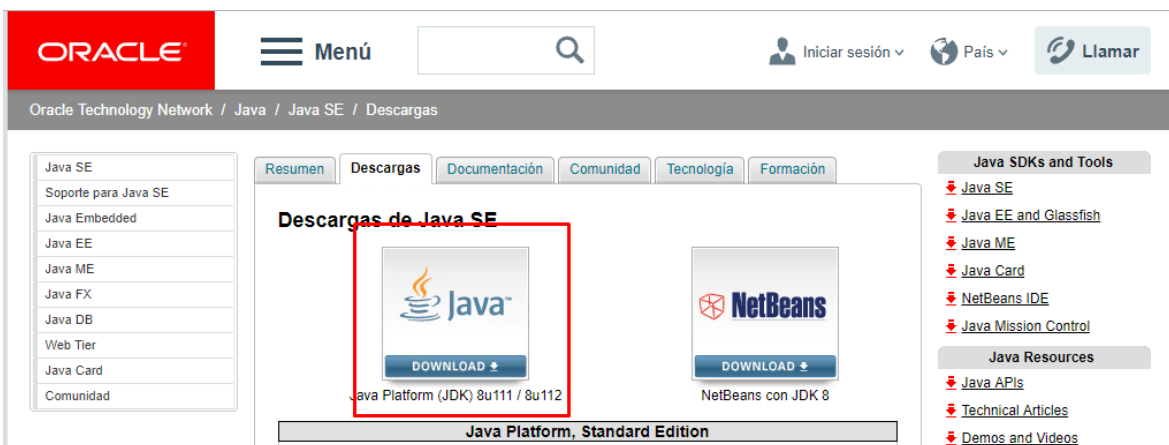 ORACLE®
Menú
Iniciar sesión
País
Llamar
Oracle Technology Network / Java / Java SE / Descargas
Java SE
Soporte para Java SE
Java Embedded
Java EE
Java ME
Java FX
Java DB
Web Tier
Java Card
Comunidad
Resumen Descargas Documentación Comunidad Tecnología Formación
Descargas de Java SE
Java™
DOWNLOAD
Java Platform (JDK) 8u111 / 8u112
NetBeans
DOWNLOAD
NetBeans con JDK 8
Java Platform, Standard Edition
Java SDKs and Tools
Java SE
Java EE and Glassfish
Java ME
Java Card
NetBeans IDE
Java Mission Control
Java Resources
Java APIs
Technical Articles
Demos and Videos